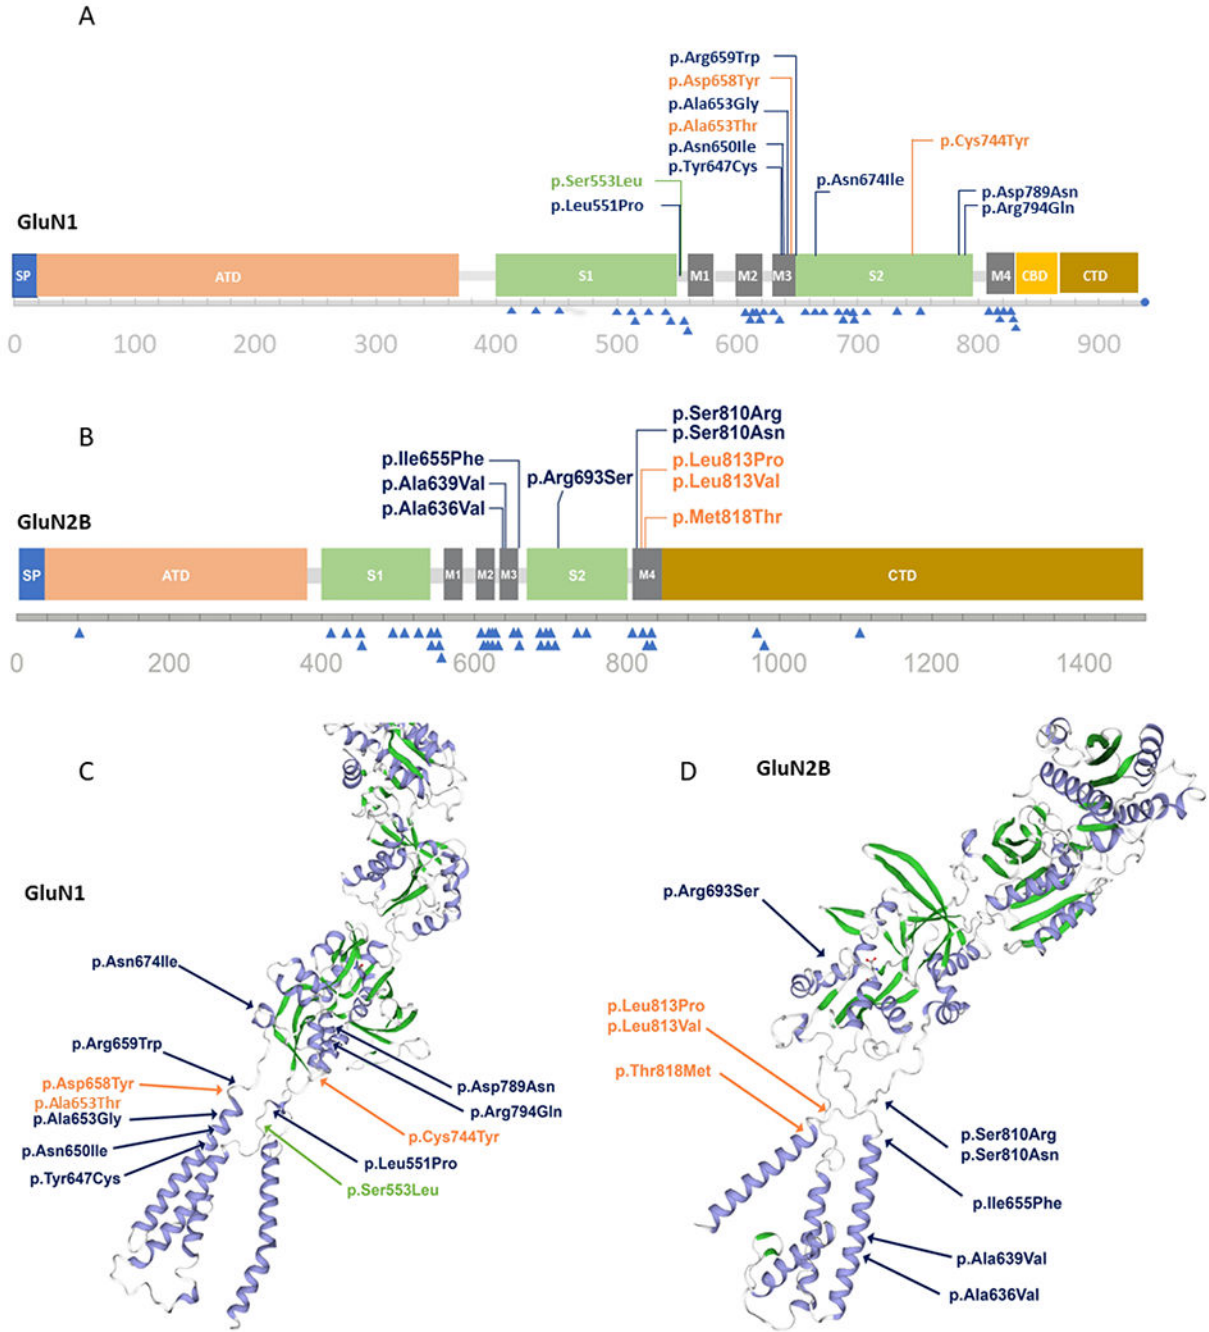 A
p.Arg659Trp
p.Asp658Tyr
p.Ala653Gly
p.Ala653Thr
p.Asn650Ile
p.Tyr647Cys
p.Cys744Tyr
p.Ser553Leu
p.Asn674Ile
p.Leu551Pro
p.Asp789Asn
p.Arg794Gln
GluN1
SP ATD S1 M1 M2 M3 S2 M4 CBD CTD
0 100 200 300 400 500 600 700 800 900
B
p.Ser810Arg
p.Ser810Asn
p.Ile655Phe
p.Leu813Pro
p.Ala639Val
p.Arg693Ser
p.Leu813Val
p.Ala636Val
p.Met818Thr
GluN2B
SP ATD S1 M1 M2 M3 S2 M4 CTD
0 200 400 600 800 1000 1200 1400
C
GluN1
p.Asn674Ile
p.Arg659Trp
p.Asp658Tyr
p.Ala653Thr
p.Ala653Gly
p.Asn650Ile
p.Tyr647Cys
p.Asp789Asn
p.Arg794Gln
p.Cys744Tyr
p.Leu551Pro
p.Ser553Leu
D
GluN2B
p.Arg693Ser
p.Leu813Pro
p.Leu813Val
p.Thr818Met
p.Ser810Arg
p.Ser810Asn
p.Ile655Phe
p.Ala639Val
p.Ala636Val